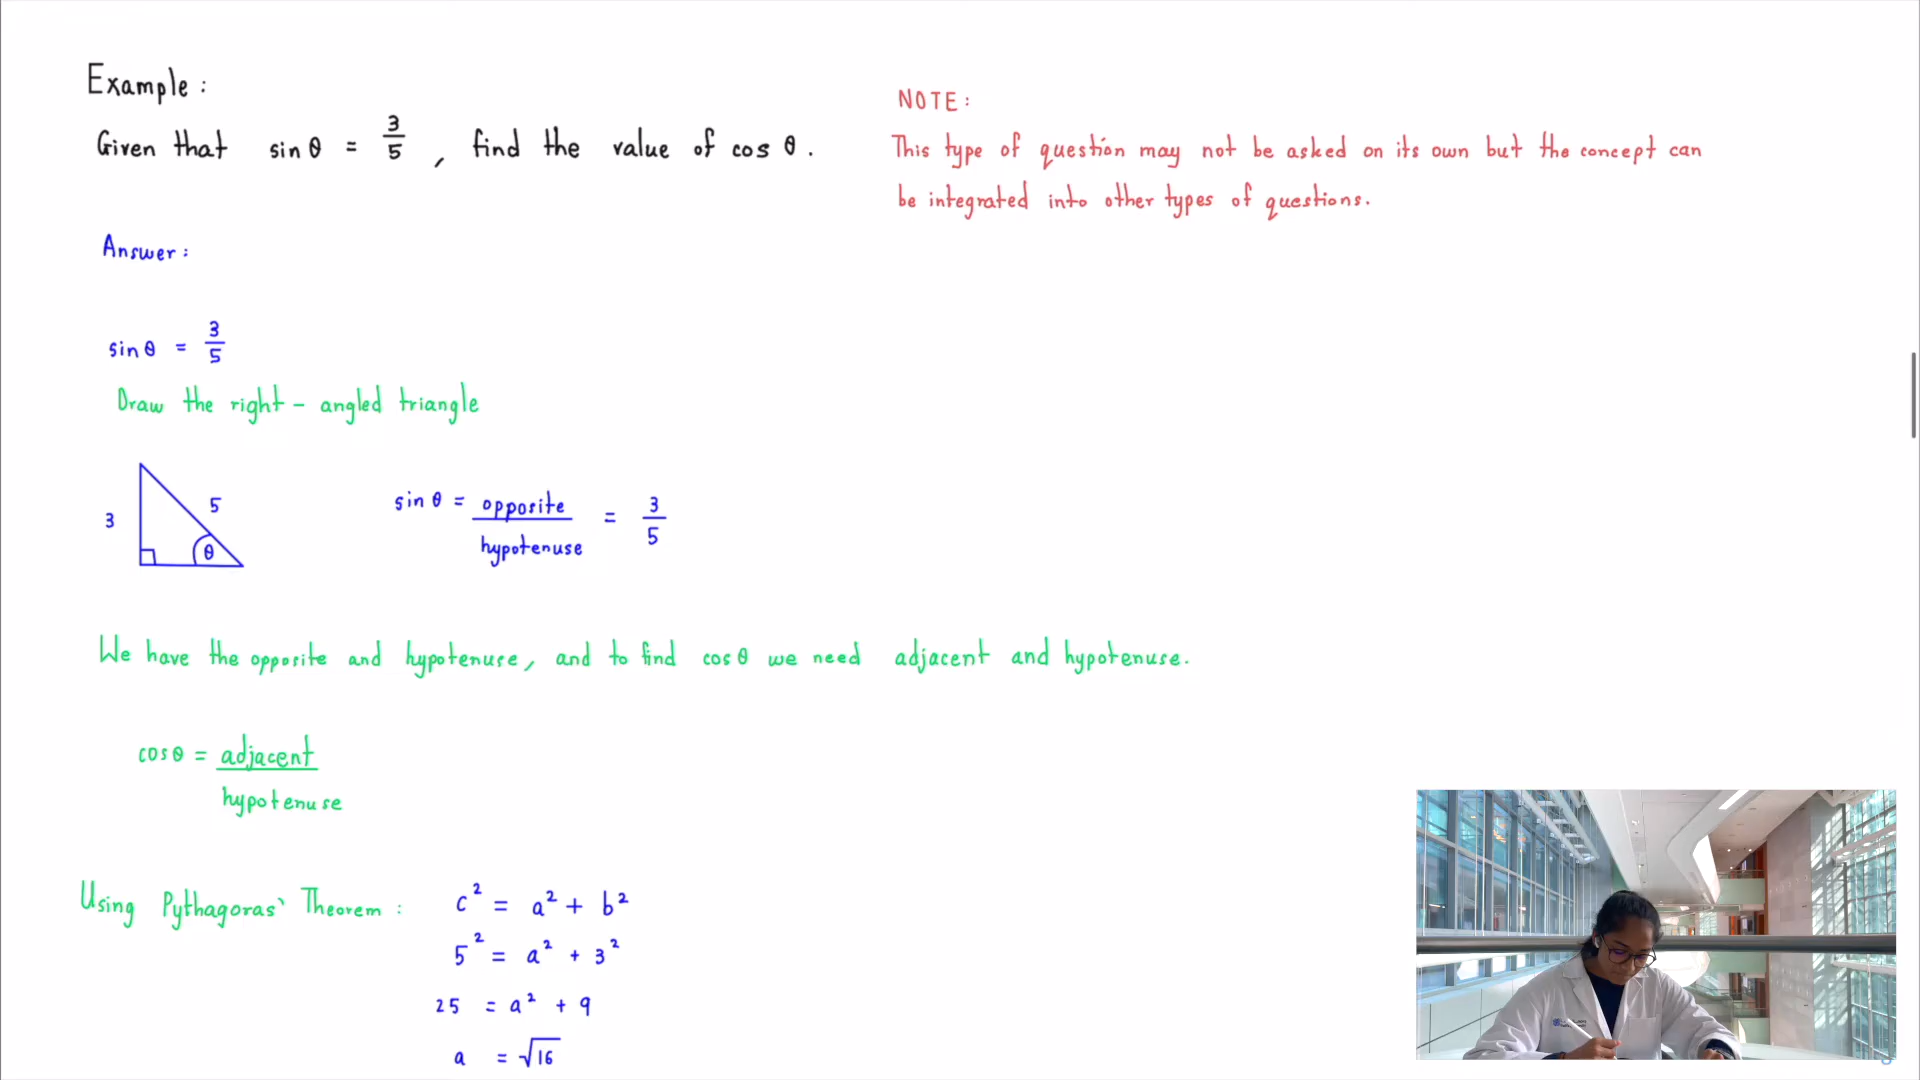 Example :
Given that sin θ = 3/5 , find the value of cos θ .
NOTE :
This type of question may not be asked on its own but the concept can
be integrated into other types of questions.
Answer :
sin θ = 3/5
Draw the right - angled triangle
3
5
θ
sin θ = opposite/hypotenuse = 3/5
We have the opposite and hypotenuse, and to find cos θ we need adjacent and hypotenuse.
cos θ = adjacent/hypotenuse
Using Pythagoras` Theorem : c² = a² + b²
5² = a² + 3²
25 = a² + 9
a = √16